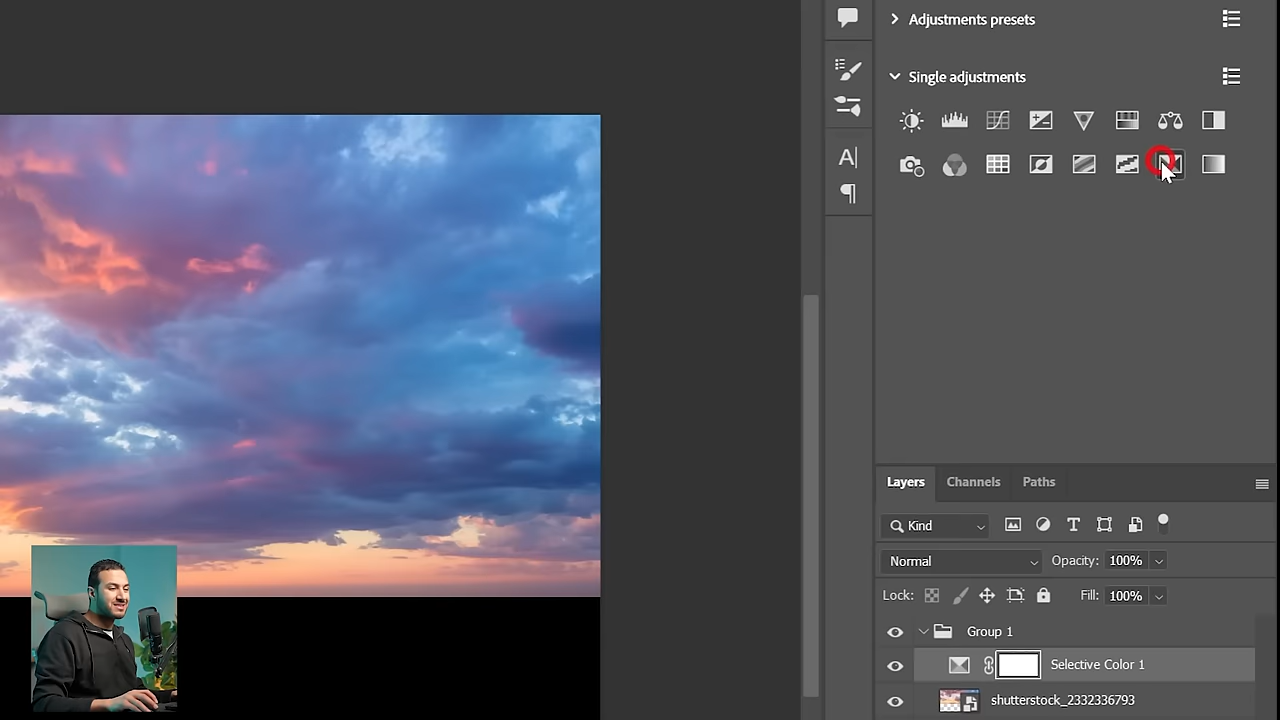 Adjustments presets
Single adjustments
A
Layers Channels Paths
Kind
Normal Opacity: 100%
Lock: Fill: 100%
Group 1
Selective Color 1
shutterstock_2332336793